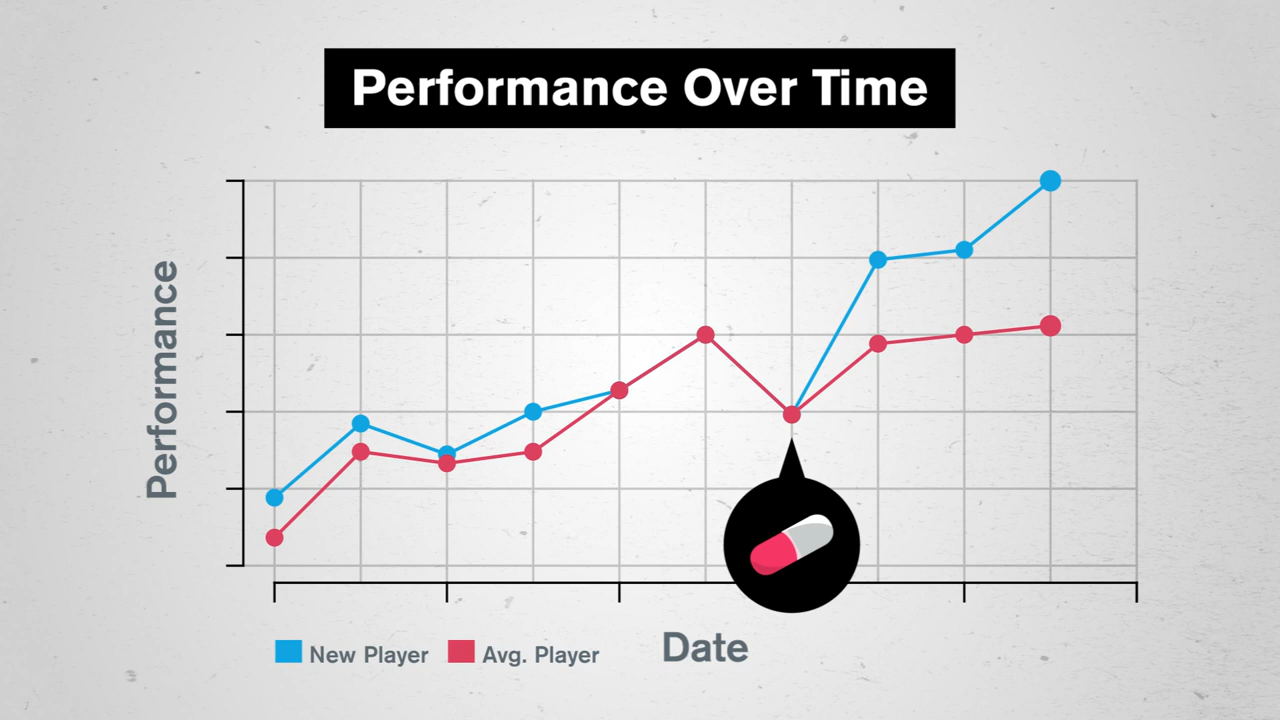 Performance Over Time
Performance
New Player
Avg. Player
Date